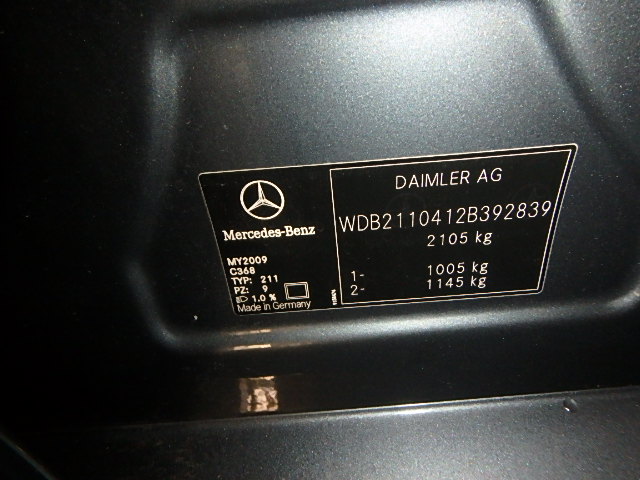 Mercedes-Benz
MY2009
C368
TYP: 211
PZ: 9
1.0 %
Made in Germany
DAIMLER AG
WDB2110412B392839
2105 kg
1- 1005 kg
2- 1145 kg